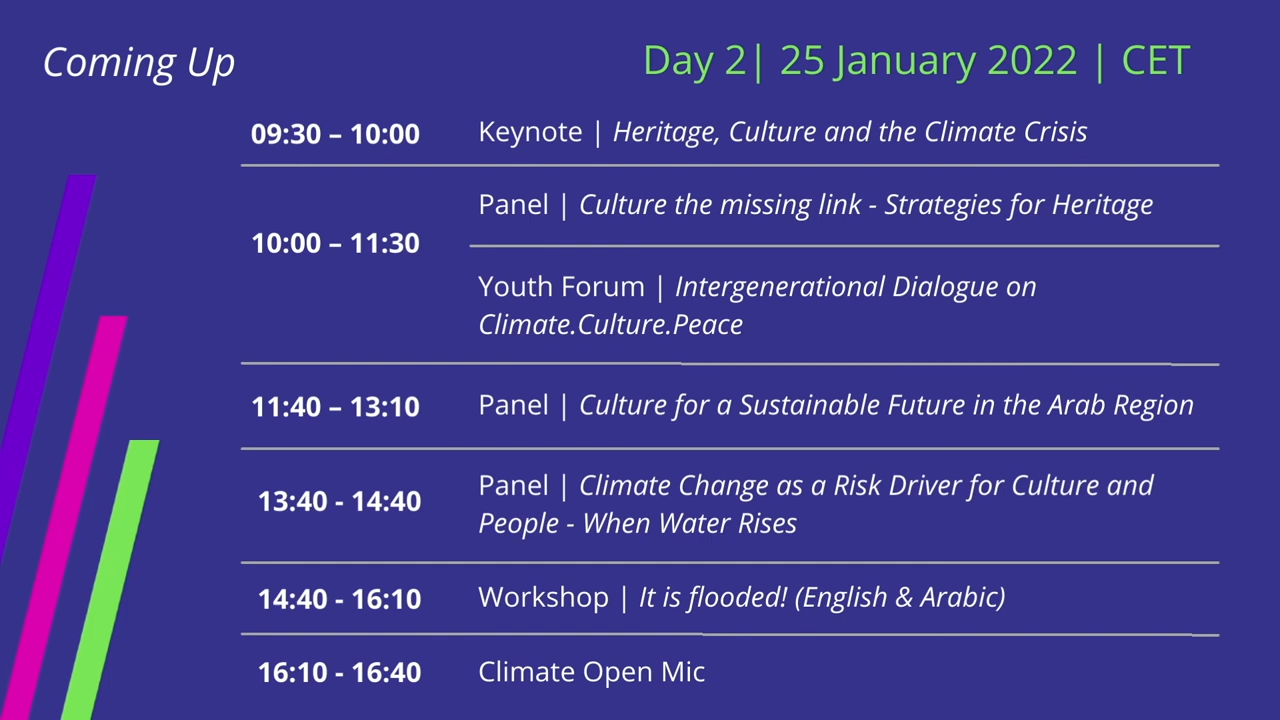 Coming Up
Day 2| 25 January 2022 | CET
09:30 – 10:00
Keynote | Heritage, Culture and the Climate Crisis
10:00 – 11:30
Panel | Culture the missing link - Strategies for Heritage
Youth Forum | Intergenerational Dialogue on
Climate.Culture.Peace
11:40 – 13:10
Panel | Culture for a Sustainable Future in the Arab Region
13:40 - 14:40
Panel | Climate Change as a Risk Driver for Culture and
People - When Water Rises
14:40 - 16:10
Workshop | It is flooded! (English & Arabic)
16:10 - 16:40
Climate Open Mic